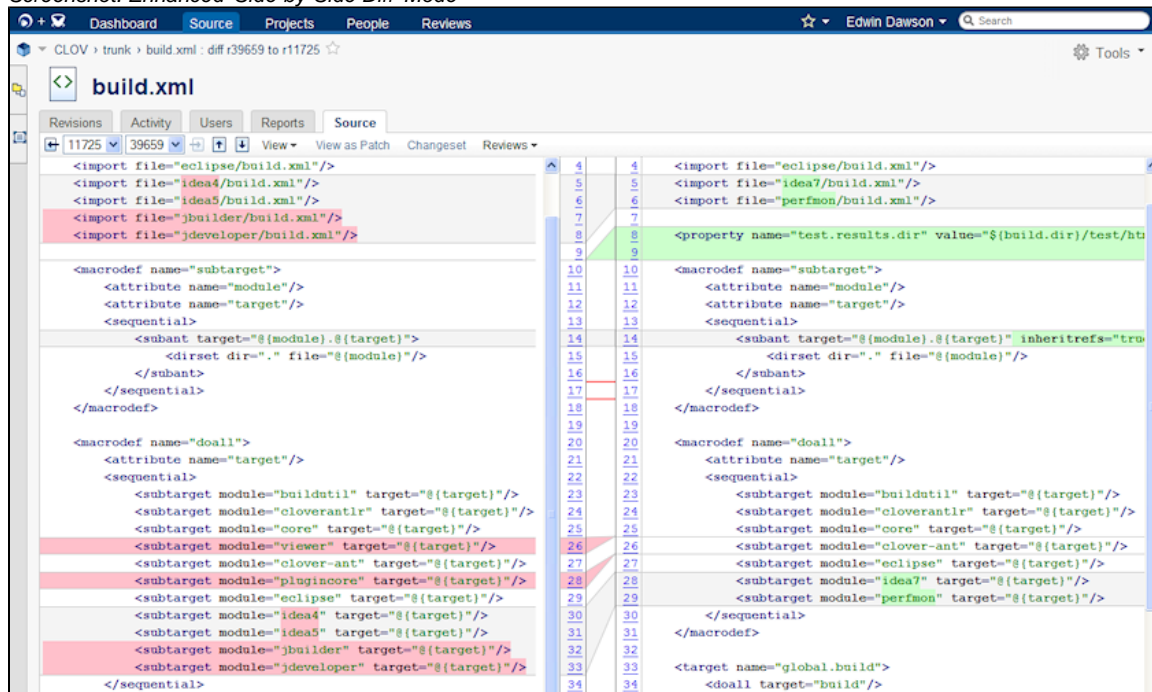 Screenshot: Enhanced 'Side-by-Side Diff' Mode
Dashboard Source Projects People Reviews Edwin Dawson Search
CLOV › trunk › build.xml : diff r39659 to r11725 Tools
build.xml
Revisions Activity Users Reports Source
11725 39659 View View as Patch Changeset Reviews
<import file="eclipse/build.xml"/> 4 4 <import file="eclipse/build.xml"/>
<import file="idea4/build.xml"/> 5 5 <import file="idea7/build.xml"/>
<import file="idea5/build.xml"/> 6 6 <import file="perfmon/build.xml"/>
<import file="jbuilder/build.xml"/> 7 7
<import file="jdeveloper/build.xml"/> 8 8 <property name="test.results.dir" value="${build.dir}/test/ht
9 9
<macrodef name="subtarget"> 10 10 <macrodef name="subtarget">
<attribute name="module"/> 11 11 <attribute name="module"/>
<attribute name="target"/> 12 12 <attribute name="target"/>
<sequential> 13 13 <sequential>
<subant target="@{module}.@{target}"> 14 14 <subant target="@{module}.@{target}" inheritrefs="tru
<dirset dir="." file="@{module}"/> 15 15 <dirset dir="." file="@{module}"/>
</subant> 16 16 </subant>
</sequential> 17 17 </sequential>
</macrodef> 18 18 </macrodef>
19 19
<macrodef name="doall"> 20 20 <macrodef name="doall">
<attribute name="target"/> 21 21 <attribute name="target"/>
<sequential> 22 22 <sequential>
<subtarget module="buildutil" target="@{target}"/> 23 23 <subtarget module="buildutil" target="@{target}"/>
<subtarget module="cloverantlr" target="@{target}"/> 24 24 <subtarget module="cloverantlr" target="@{target}"/>
<subtarget module="core" target="@{target}"/> 25 25 <subtarget module="core" target="@{target}"/>
<subtarget module="viewer" target="@{target}"/> 26 26 <subtarget module="clover-ant" target="@{target}"/>
<subtarget module="clover-ant" target="@{target}"/> 27 27 <subtarget module="eclipse" target="@{target}"/>
<subtarget module="plugincore" target="@{target}"/> 28 28 <subtarget module="idea7" target="@{target}"/>
<subtarget module="eclipse" target="@{target}"/> 29 29 <subtarget module="perfmon" target="@{target}"/>
<subtarget module="idea4" target="@{target}"/> 30 30 </sequential>
<subtarget module="idea5" target="@{target}"/> 31 31 </macrodef>
<subtarget module="jbuilder" target="@{target}"/> 32 32
<subtarget module="jdeveloper" target="@{target}"/> 33 33 <target name="global.build">
</sequential> 34 34 <doall target="build"/>